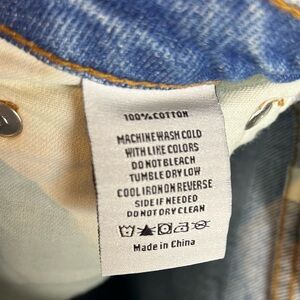 100% COTTON
MACHINE WASH COLD
WITH LIKE COLORS
DO NOT BLEACH
TUMBLE DRY LOW
COOL IRON ON REVERSE
SIDE IF NEEDED
DO NOT DRY CLEAN
Made in China